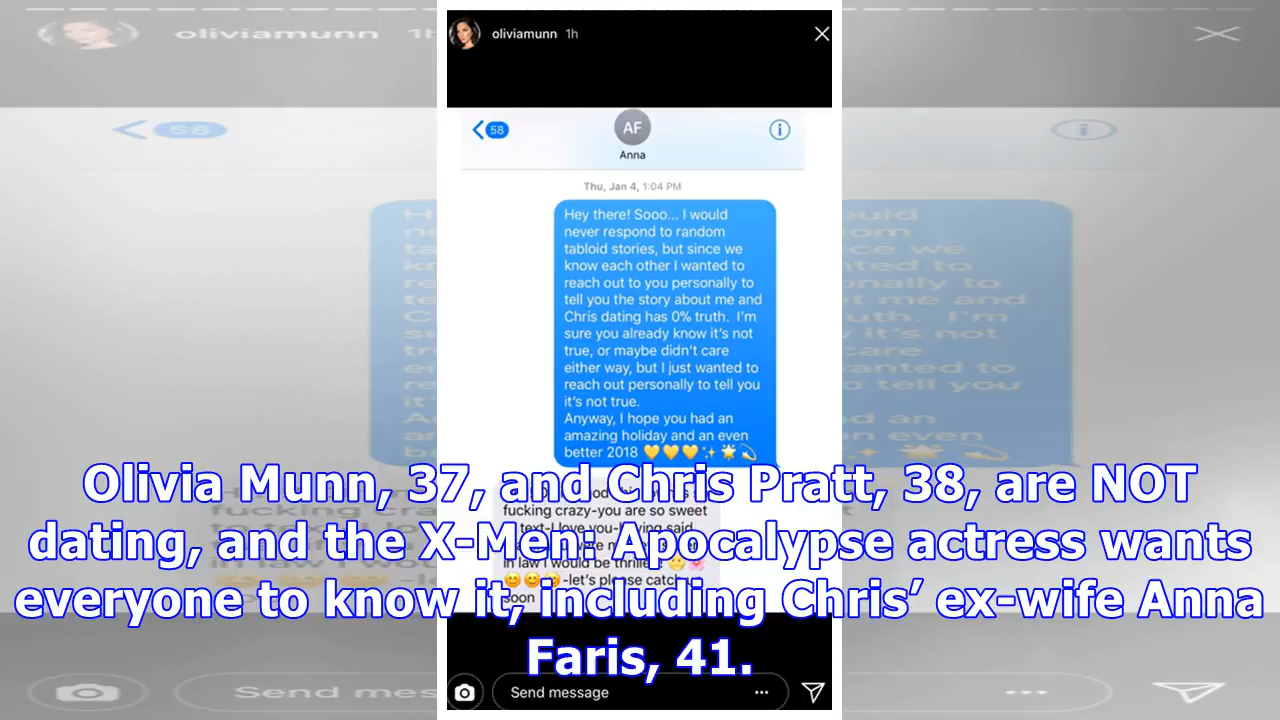 oliviamunn 1h
58
AF
Anna
Thu, Jan 4, 1:04 PM
Hey there! Sooo... I would
never respond to random
tabloid stories, but since we
know each other I wanted to
reach out to you personally to
tell you the story about me and
Chris dating has 0% truth. I'm
sure you already know it's not
true, or maybe didn't care
either way, but I just wanted to
reach out personally to tell you
it's not true.
Anyway, I hope you had an
amazing holiday and an even
better 2018 💛💛💛✨🌟💫
fucking crazy-you are so sweet
text-I love you-having said
in law I would be thrilled
-let's please catch up
soon
Olivia Munn, 37, and Chris Pratt, 38, are NOT
dating, and the X-Men: Apocalypse actress wants
everyone to know it, including Chris’ ex-wife Anna
Faris, 41.
Send message